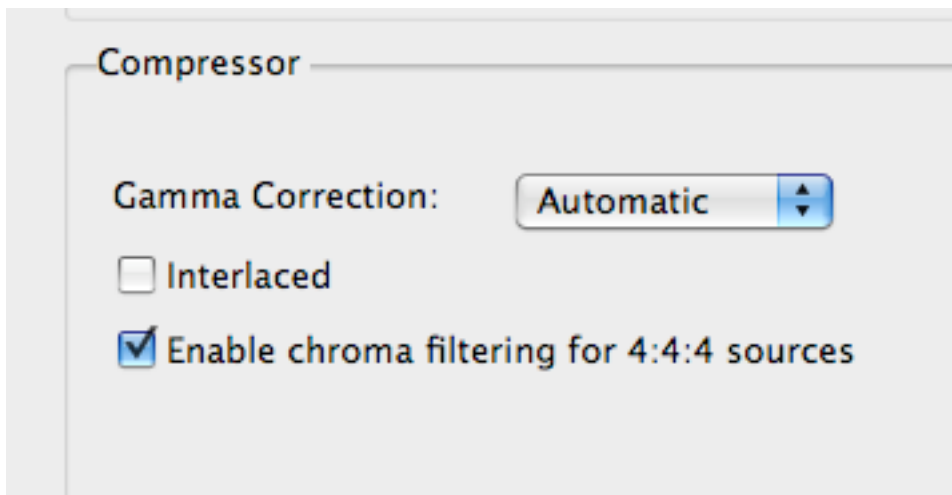 Compressor
Gamma Correction: Automatic
Interlaced
Enable chroma filtering for 4:4:4 sources